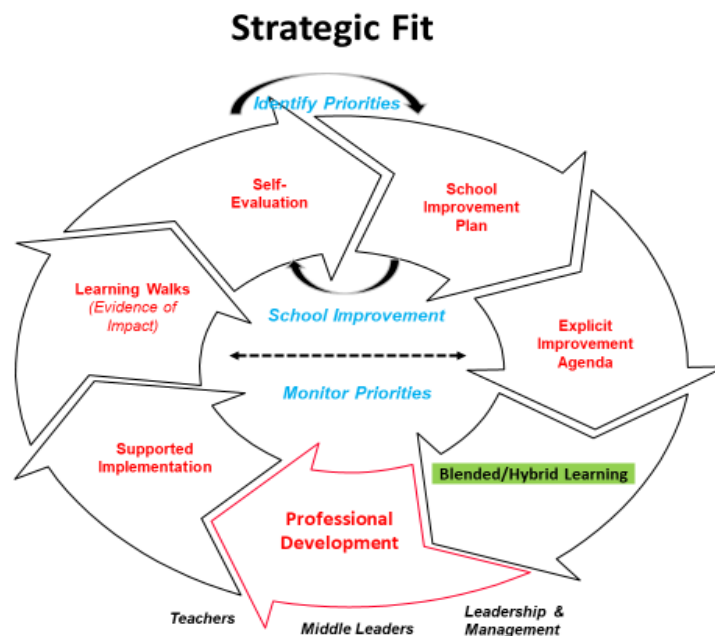 Strategic Fit
Identify Priorities
Self-
Evaluation
School
Improvement
Plan
Learning Walks
(Evidence of
Impact)
School Improvement
Explicit
Improvement
Agenda
Monitor Priorities
Supported
Implementation
Blended/Hybrid Learning
Professional
Development
Teachers
Middle Leaders
Leadership &
Management